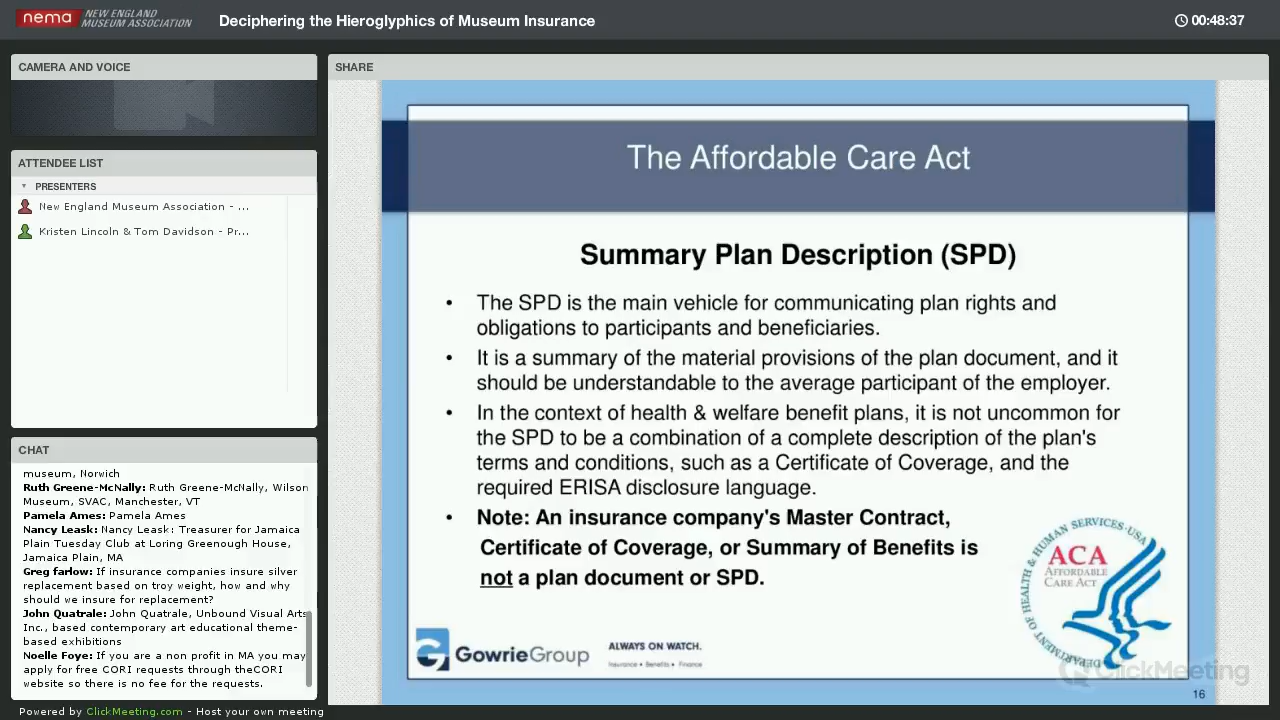 nema NEW ENGLAND
MUSEUM ASSOCIATION
Deciphering the Hieroglyphics of Museum Insurance
00:48:37
CAMERA AND VOICE
ATTENDEE LIST
PRESENTERS
New England Museum Association - ...
Kristen Lincoln & Tom Davidson - Pr...
CHAT
museum, Norwich
Ruth Greene-McNally: Ruth Greene-McNally, Wilson
Museum, SVAC, Manchester, VT
Pamela Ames: Pamela Ames
Nancy Leask: Nancy Leask: Treasurer for Jamaica
Plain Tuesday Club at Loring Greenough House,
Jamaica Plain, MA
Greg farlow: If insurance companies insure silver
replacement based on troy weight, how and why
should we insure for replacement?
John Quatrale: John Quatrale, Unbound Visual Arts
Inc., based contemporary art educational theme-
based exhibitions
Noelle Foye: If you are a non profit in MA you may
apply for free CORI requests through theCORI
website so there is no fee for the requests.
SHARE
The Affordable Care Act
Summary Plan Description (SPD)
• The SPD is the main vehicle for communicating plan rights and
obligations to participants and beneficiaries.
• It is a summary of the material provisions of the plan document, and it
should be understandable to the average participant of the employer.
• In the context of health & welfare benefit plans, it is not uncommon for
the SPD to be a combination of a complete description of the plan's
terms and conditions, such as a Certificate of Coverage, and the
required ERISA disclosure language.
• Note: An insurance company's Master Contract,
Certificate of Coverage, or Summary of Benefits is
not a plan document or SPD.
DEPARTMENT OF HEALTH & HUMAN SERVICES·USA
ACA
AFFORDABLE
CARE ACT
GowrieGroup
ALWAYS ON WATCH.
Insurance • Benefits • Finance
ClickMeeting
16
Powered by ClickMeeting.com - Host your own meeting